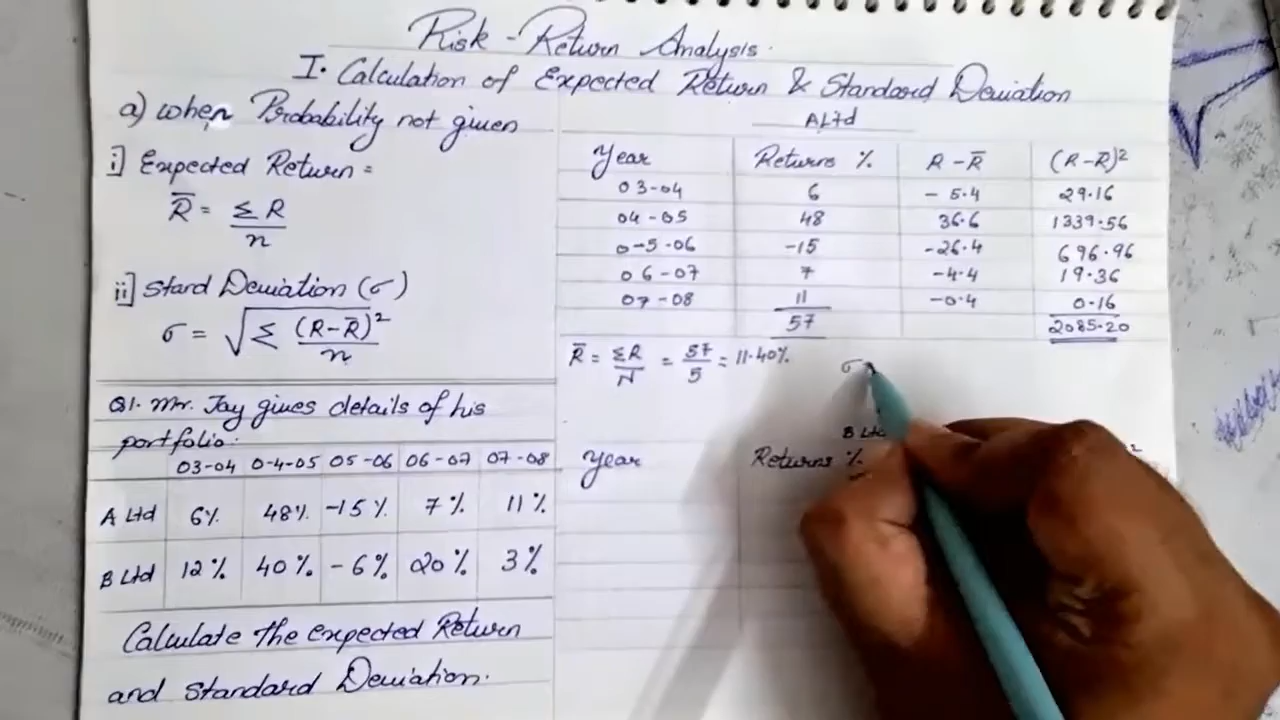 Risk - Return Analysis.
I. Calculation of Expected Return & Standard Deviation
a) when Probability not given
i] Expected Return =
R̅ = ΣR / n
ii] Stard Deviation (σ)
σ = √Σ (R-R̅)² / n
Q1. Mr. Jay gives details of his
portfolio.
03-04 0-4-05 05-06 06-07 07-08
A Ltd 6% 48% -15% 7% 11%
B Ltd 12% 40% -6% 20% 3%
Calculate the expected Return
and standard Deviation.
A Ltd
Year Returns % R-R̅ (R-R̅)²
03-04 6 -5.4 29.16
04-05 48 36.6 1339.56
0-5-06 -15 -26.4 696.96
06-07 7 -4.4 19.36
07-08 11 -0.4 0.16
57 2085.20
R̅ = ΣR / N = 57 / 5 = 11.40% σ
B Ltd
Year Returns % 2